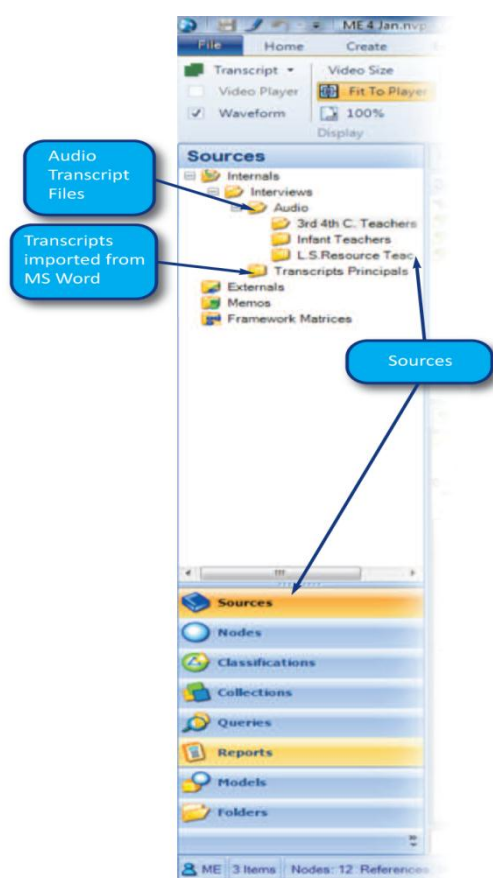 ME 4 Jan.nvp
File Home Create
Transcript Video Size
Video Player Fit To Player
Waveform 100%
Display
Sources
Audio
Transcript
Files
Internals
Interviews
Audio
3rd 4th C. Teachers
Infant Teachers
L.S.Resource Teac
Transcripts
imported from
MS Word
Transcripts Principals
Externals
Memos
Framework Matrices
Sources
Sources
Nodes
Classifications
Collections
Queries
Reports
Models
Folders
ME 3 Items Nodes: 12 References